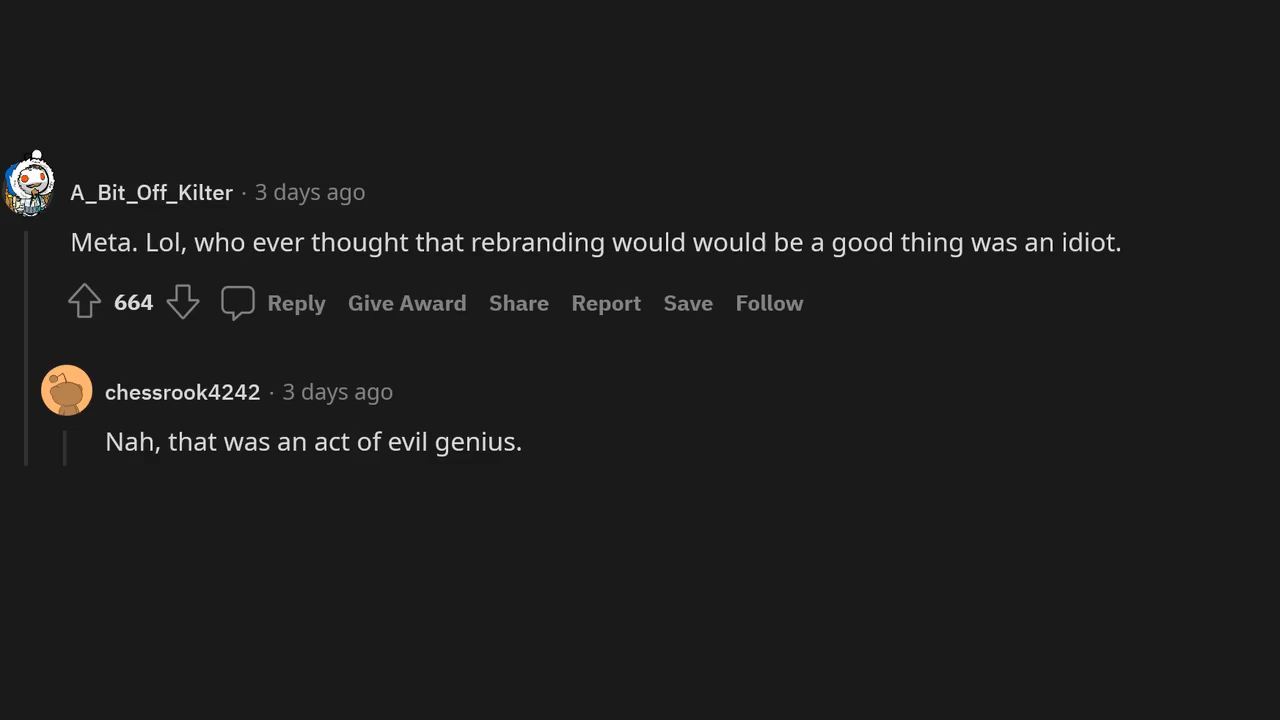 A_Bit_Off_Kilter · 3 days ago
Meta. Lol, who ever thought that rebranding would would be a good thing was an idiot.
664 Reply Give Award Share Report Save Follow
chessrook4242 · 3 days ago
Nah, that was an act of evil genius.